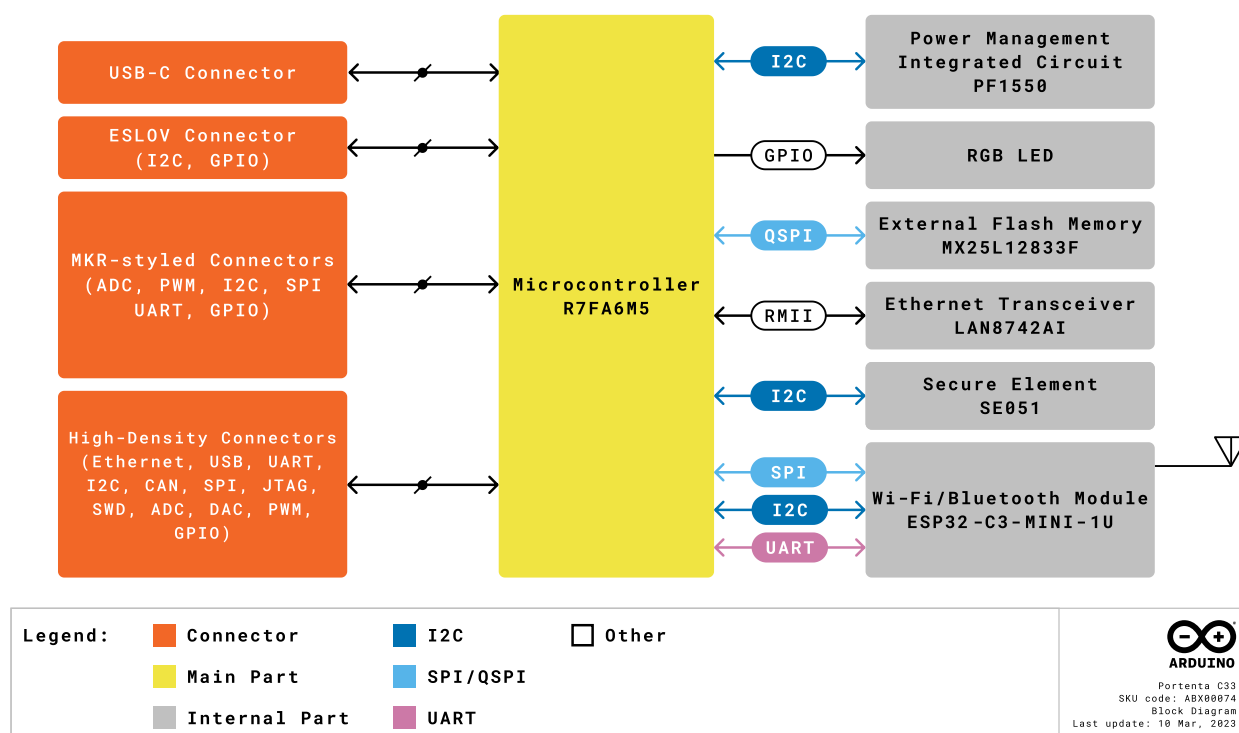 USB-C Connector
ESLOV Connector
(I2C, GPIO)
MKR-styled Connectors
(ADC, PWM, I2C, SPI
UART, GPIO)
High-Density Connectors
(Ethernet, USB, UART,
I2C, CAN, SPI, JTAG,
SWD, ADC, DAC, PWM,
GPIO)
Microcontroller
R7FA6M5
I2C
GPIO
QSPI
RMII
I2C
SPI
I2C
UART
Power Management
Integrated Circuit
PF1550
RGB LED
External Flash Memory
MX25L12833F
Ethernet Transceiver
LAN8742AI
Secure Element
SE051
Wi-Fi/Bluetooth Module
ESP32-C3-MINI-1U
Legend:
Connector
Main Part
Internal Part
I2C
SPI/QSPI
UART
Other
ARDUINO
Portenta C33
SKU code: ABX00074
Block Diagram
Last update: 10 Mar, 2023